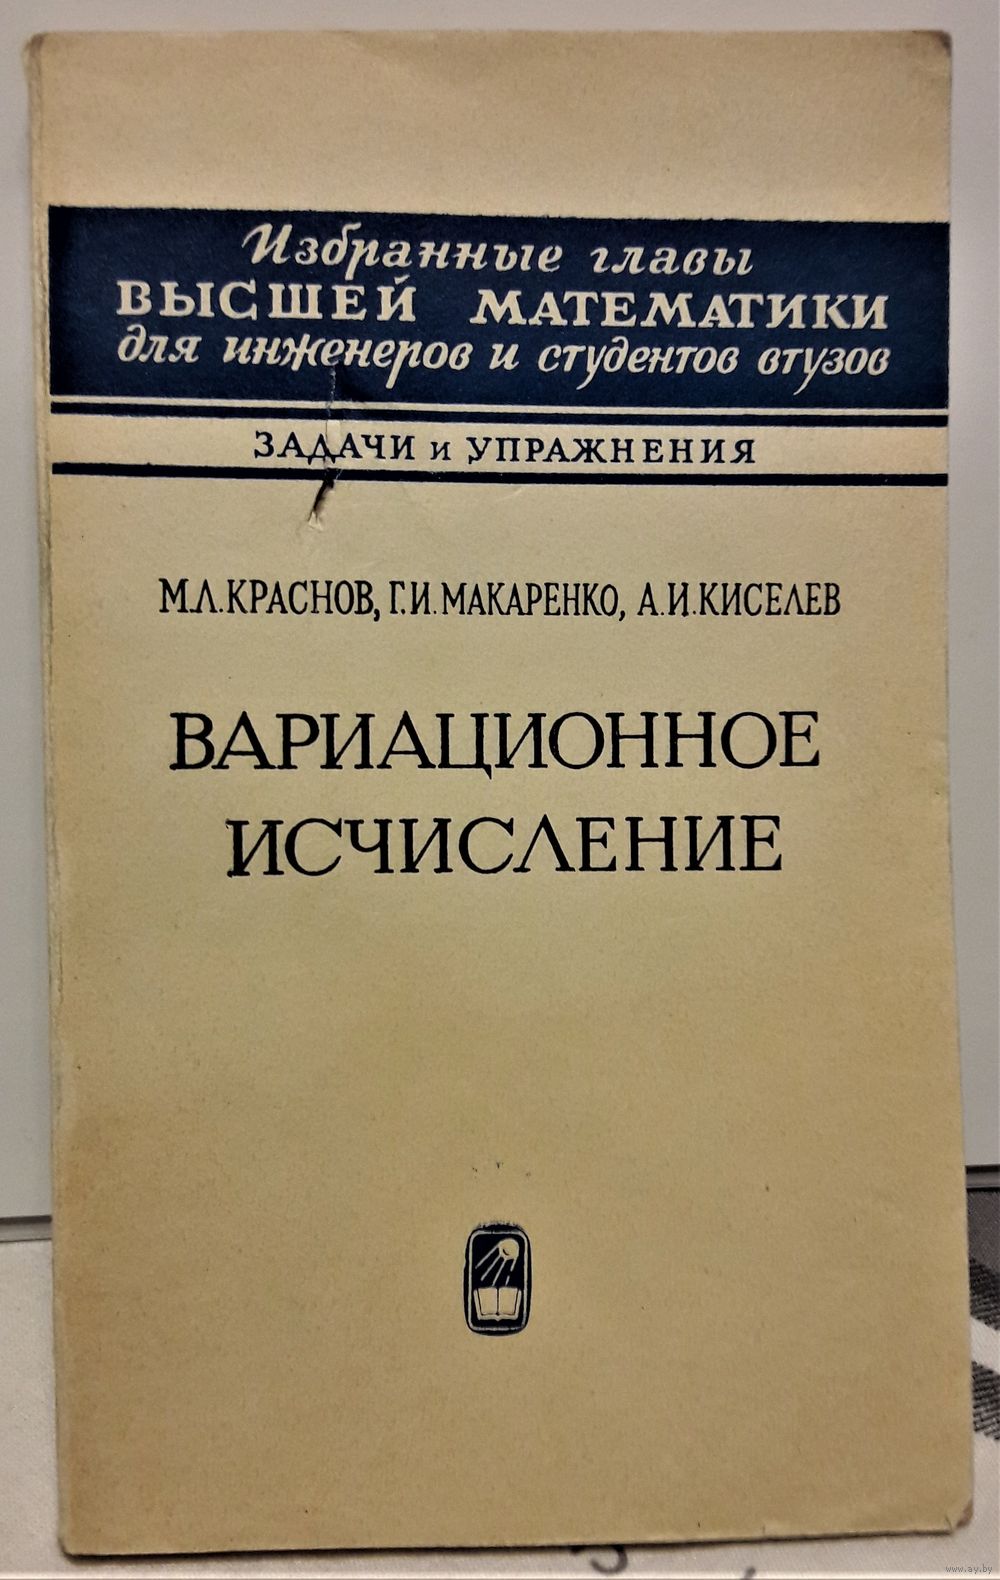 Избранные главы
ВЫСШЕЙ МАТЕМАТИКИ
для инженеров и студентов втузов
ЗАДАЧИ и УПРАЖНЕНИЯ
М.Л.КРАСНОВ, Г.И.МАКАРЕНКО, А.И.КИСЕЛЕВ
ВАРИАЦИОННОЕ
ИСЧИСЛЕНИЕ
www.ay.by